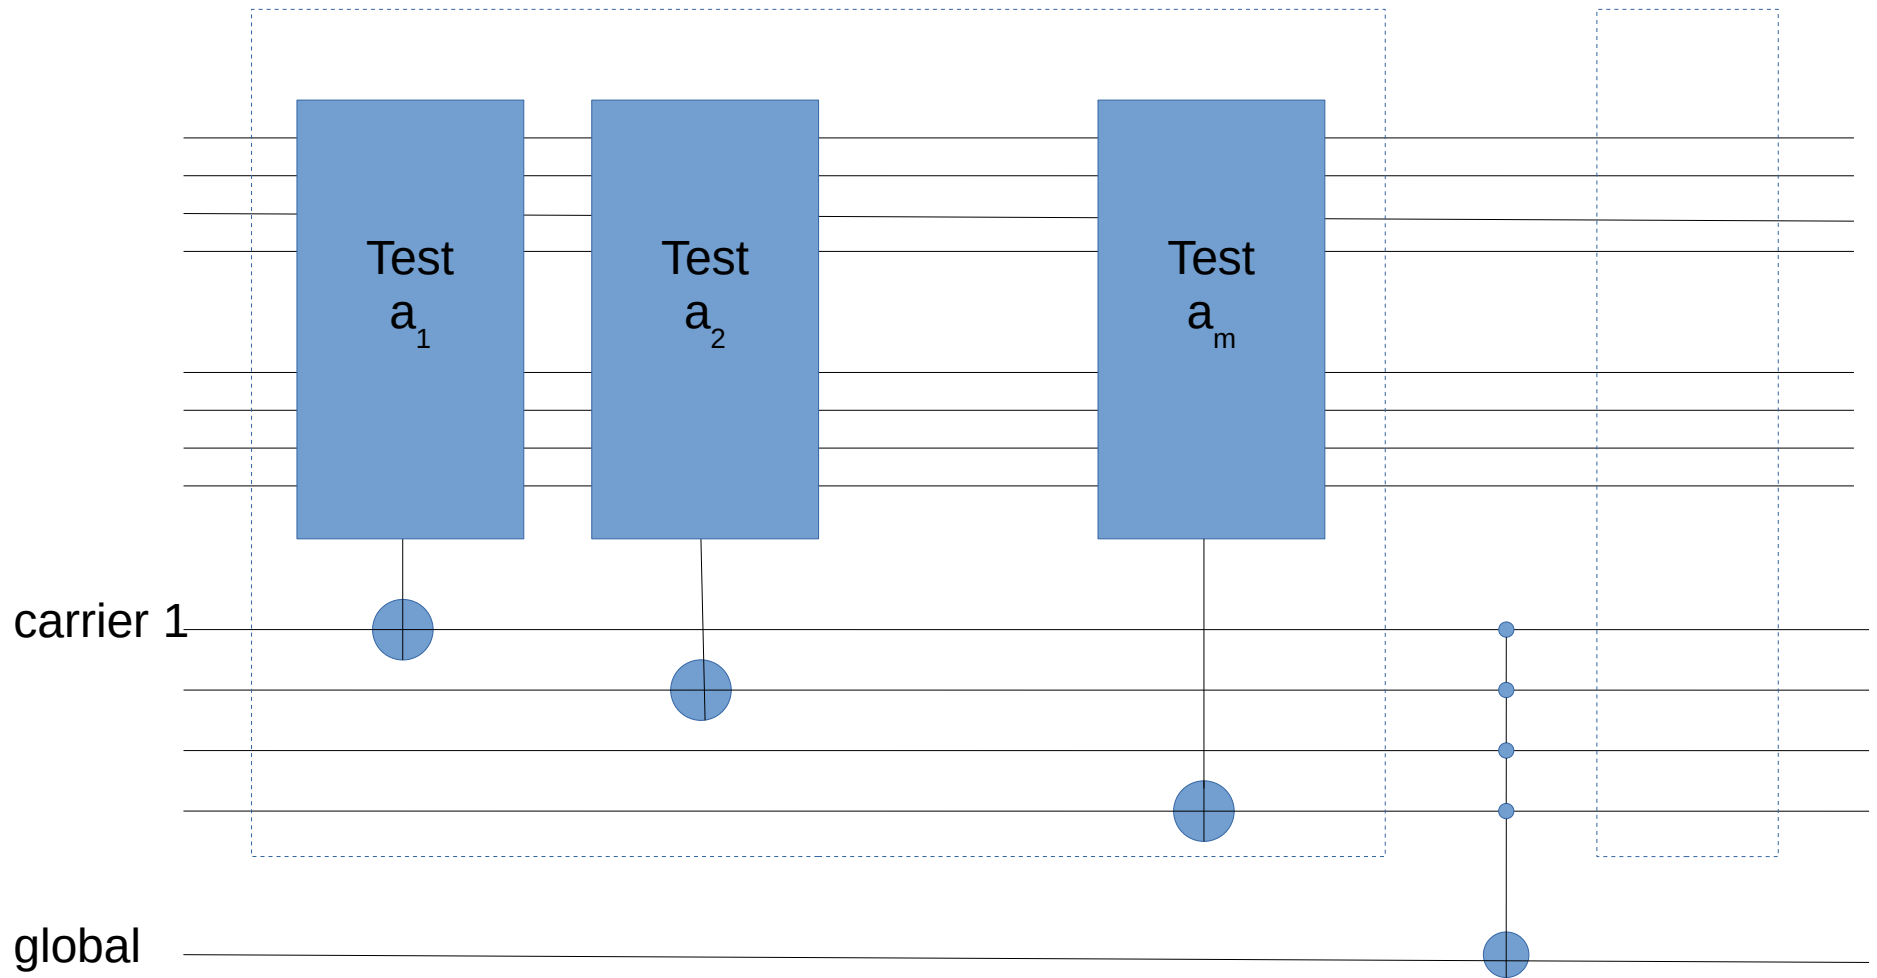 Test
a₁
Test
a₂
Test
aₘ
carrier 1
global